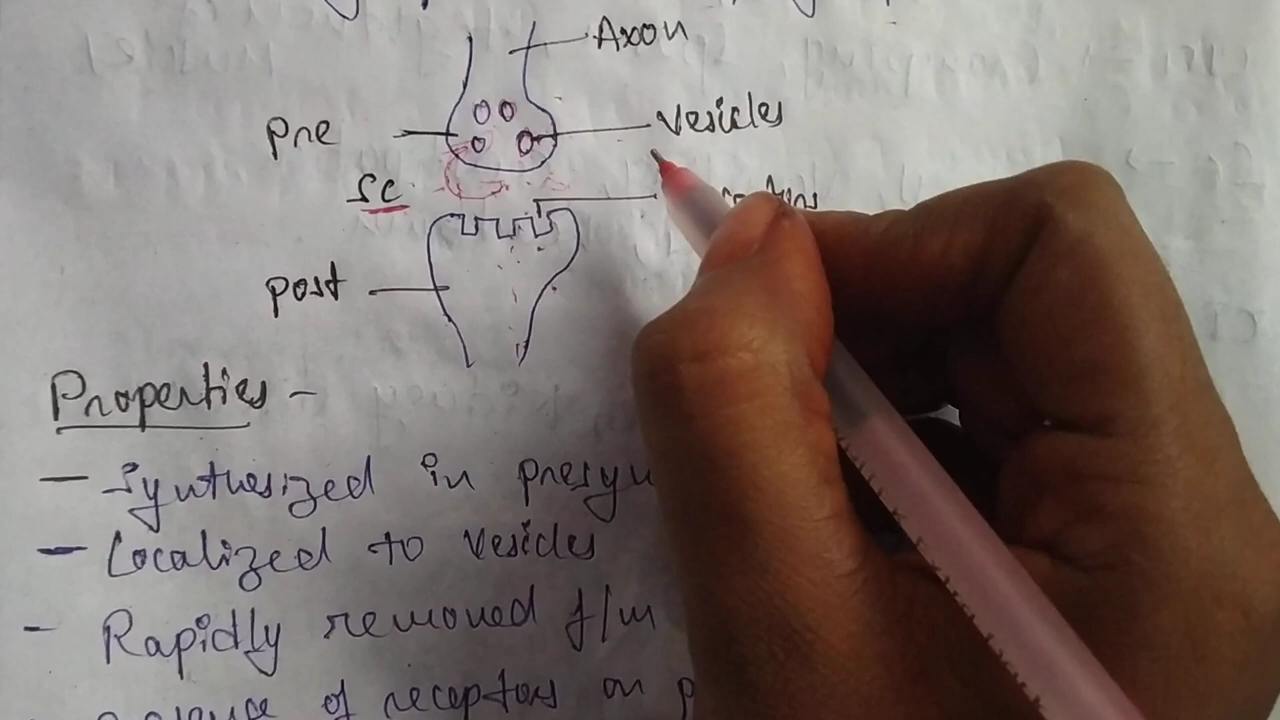 Axon
Pre
Vesicles
SC
Post
Properties -
- Synthesized in presyn
- Localized to vesicles
- Rapidly removed f/m
of receptors on p